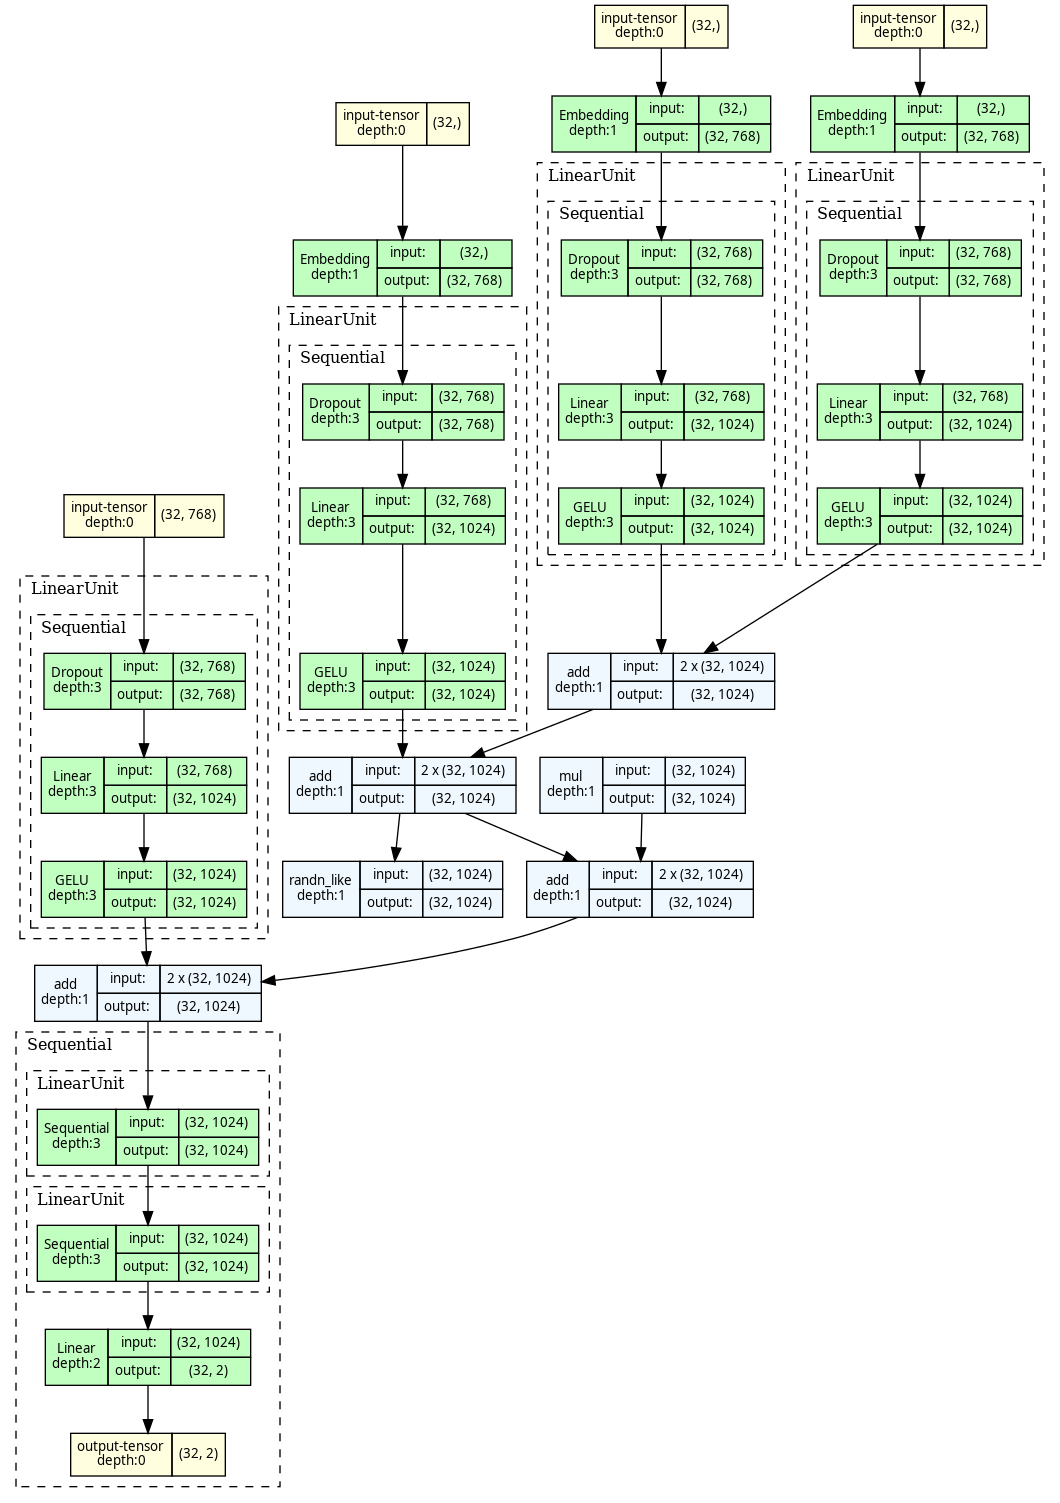 input-tensor
depth:0
(32,)
input-tensor
depth:0
(32,)
Embedding
depth:1
input:
(32,)
output:
(32, 768)
Embedding
depth:1
input:
(32,)
output:
(32, 768)
input-tensor
depth:0
(32,)
Embedding
depth:1
input:
(32,)
output:
(32, 768)
LinearUnit
Sequential
Dropout
depth:3
input:
(32, 768)
output:
(32, 768)
Linear
depth:3
input:
(32, 768)
output:
(32, 1024)
GELU
depth:3
input:
(32, 1024)
output:
(32, 1024)
LinearUnit
Sequential
Dropout
depth:3
input:
(32, 768)
output:
(32, 768)
Linear
depth:3
input:
(32, 768)
output:
(32, 1024)
GELU
depth:3
input:
(32, 1024)
output:
(32, 1024)
LinearUnit
Sequential
Dropout
depth:3
input:
(32, 768)
output:
(32, 768)
Linear
depth:3
input:
(32, 768)
output:
(32, 1024)
GELU
depth:3
input:
(32, 1024)
output:
(32, 1024)
input-tensor
depth:0
(32, 768)
LinearUnit
Sequential
Dropout
depth:3
input:
(32, 768)
output:
(32, 768)
Linear
depth:3
input:
(32, 768)
output:
(32, 1024)
GELU
depth:3
input:
(32, 1024)
output:
(32, 1024)
add
depth:1
input:
2 x (32, 1024)
output:
(32, 1024)
add
depth:1
input:
2 x (32, 1024)
output:
(32, 1024)
mul
depth:1
input:
(32, 1024)
output:
(32, 1024)
randn_like
depth:1
input:
(32, 1024)
output:
(32, 1024)
add
depth:1
input:
2 x (32, 1024)
output:
(32, 1024)
add
depth:1
input:
2 x (32, 1024)
output:
(32, 1024)
Sequential
LinearUnit
Sequential
depth:3
input:
(32, 1024)
output:
(32, 1024)
LinearUnit
Sequential
depth:3
input:
(32, 1024)
output:
(32, 1024)
Linear
depth:2
input:
(32, 1024)
output:
(32, 2)
output-tensor
depth:0
(32, 2)